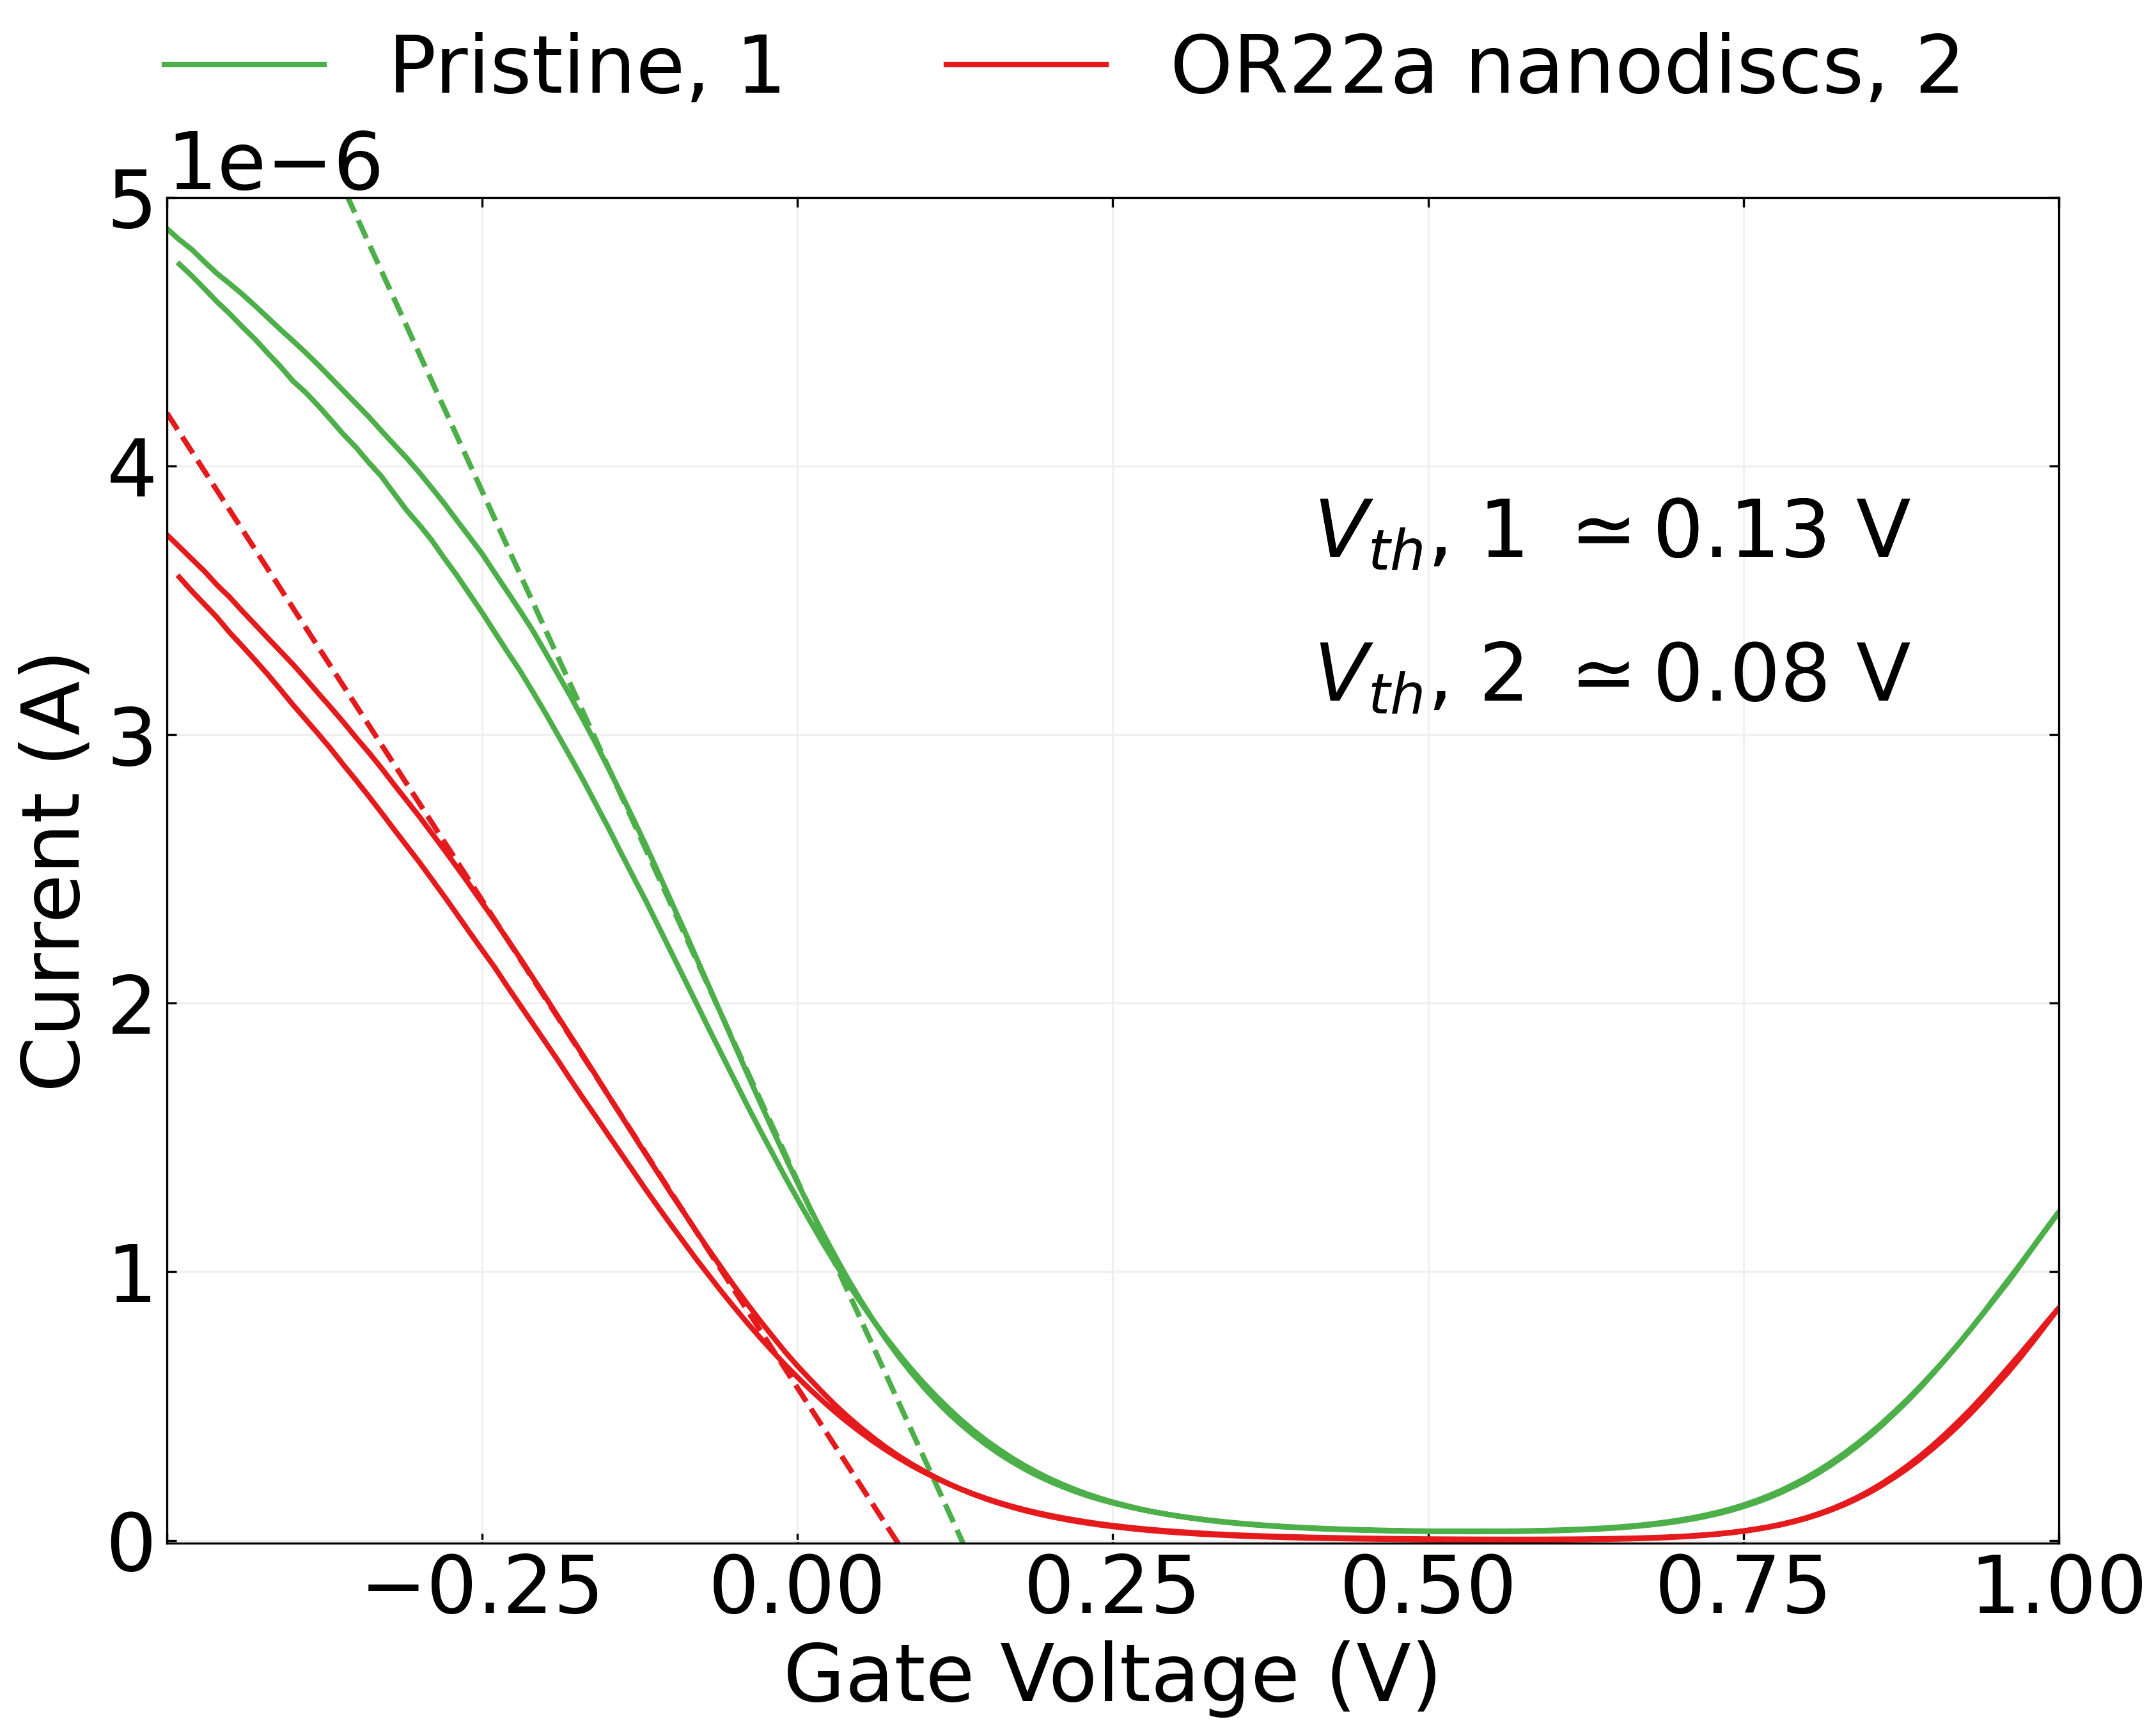 Pristine, 1
OR22a nanodiscs, 2
1e−6
5
4
3
2
1
0
Current (A)
V_th, 1 ≃0.13 V
V_th, 2 ≃0.08 V
−0.25
0.00
0.25
0.50
0.75
1.00
Gate Voltage (V)